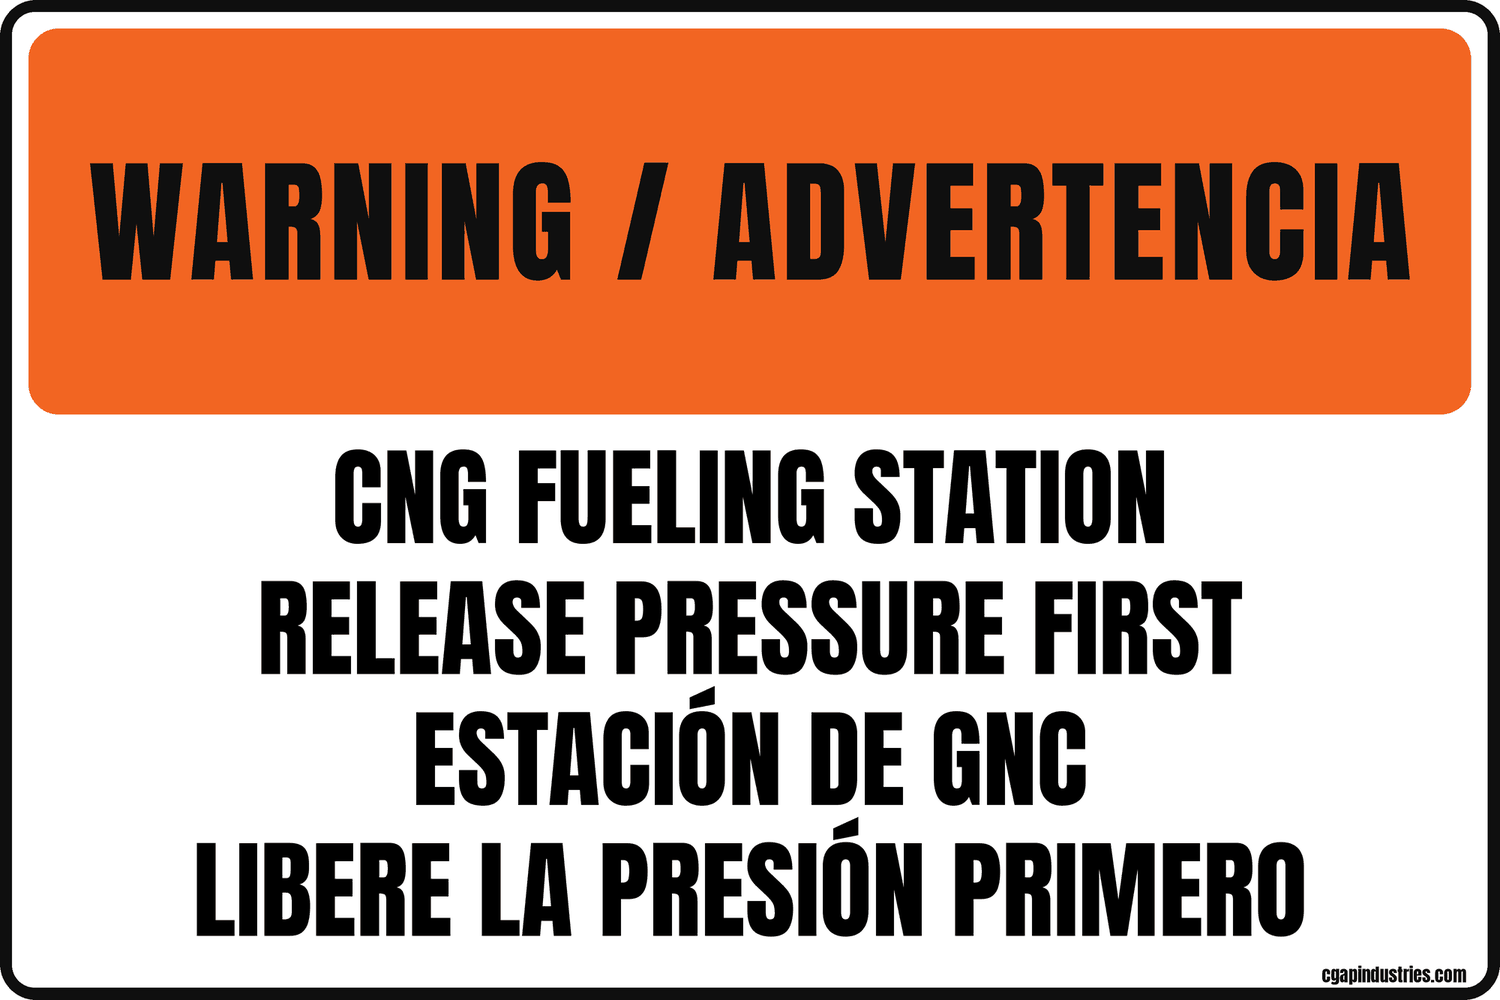 WARNING / ADVERTENCIA
CNG FUELING STATION
RELEASE PRESSURE FIRST
ESTACIÓN DE GNC
LIBERE LA PRESIÓN PRIMERO
cgapindustries.com